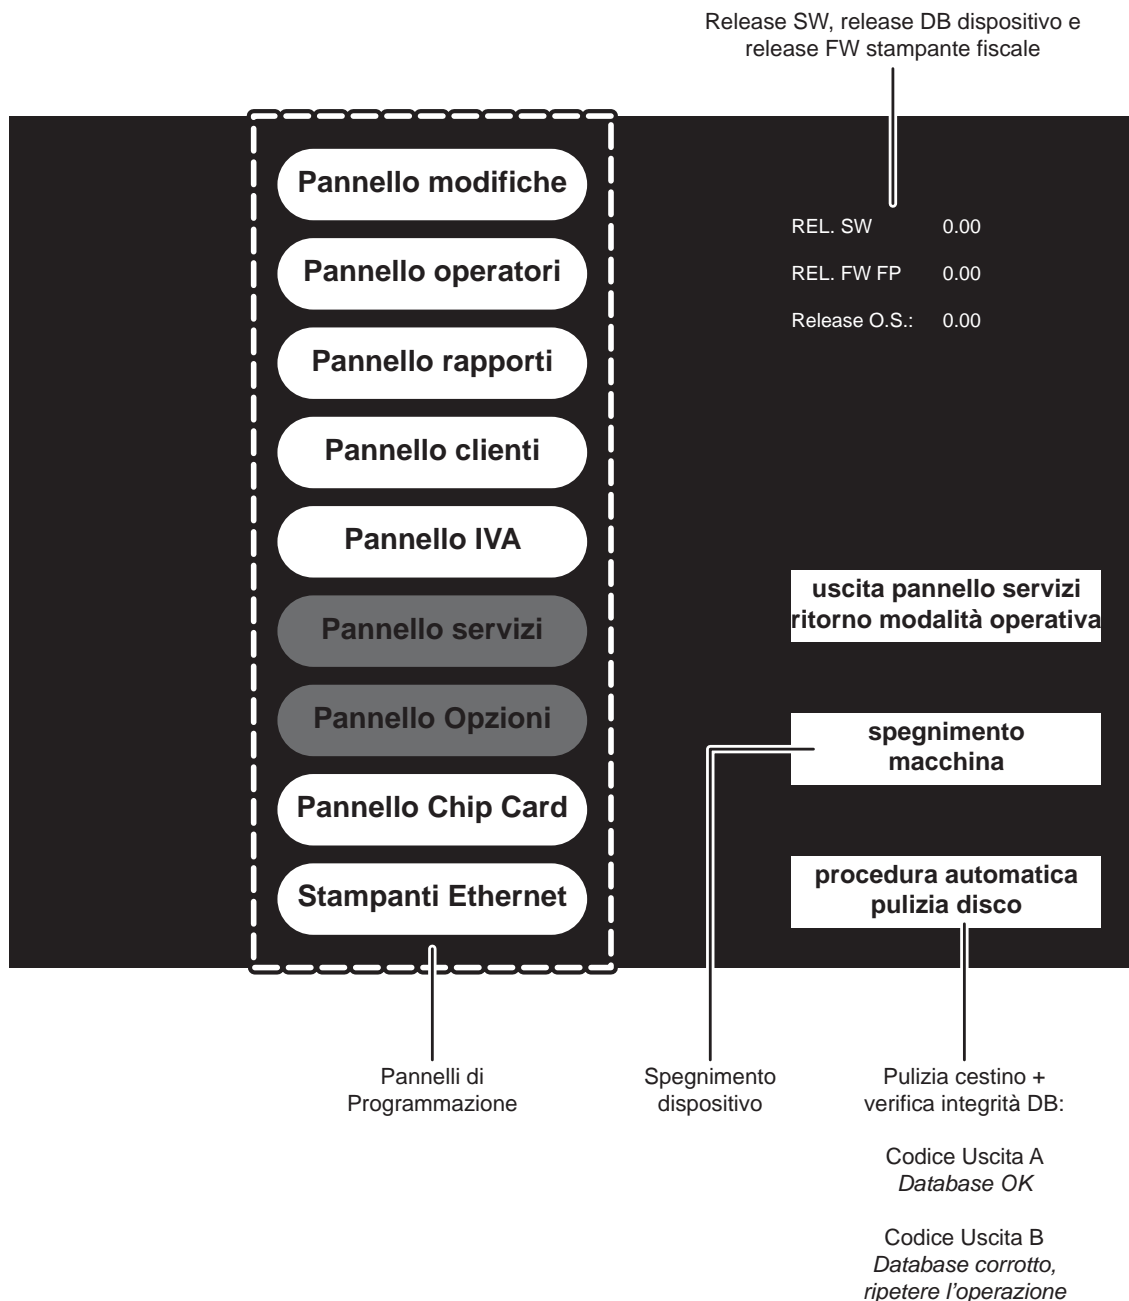 Release SW, release DB dispositivo e
release FW stampante fiscale
Pannello modifiche
Pannello operatori
Pannello rapporti
Pannello clienti
Pannello IVA
Pannello servizi
Pannello Opzioni
Pannello Chip Card
Stampanti Ethernet
REL. SW 0.00
REL. FW FP 0.00
Release O.S.: 0.00
uscita pannello servizi
ritorno modalità operativa
spegnimento
macchina
procedura automatica
pulizia disco
Pannelli di
Programmazione
Spegnimento
dispositivo
Pulizia cestino +
verifica integrità DB:
Codice Uscita A
Database OK
Codice Uscita B
Database corrotto,
ripetere l'operazione